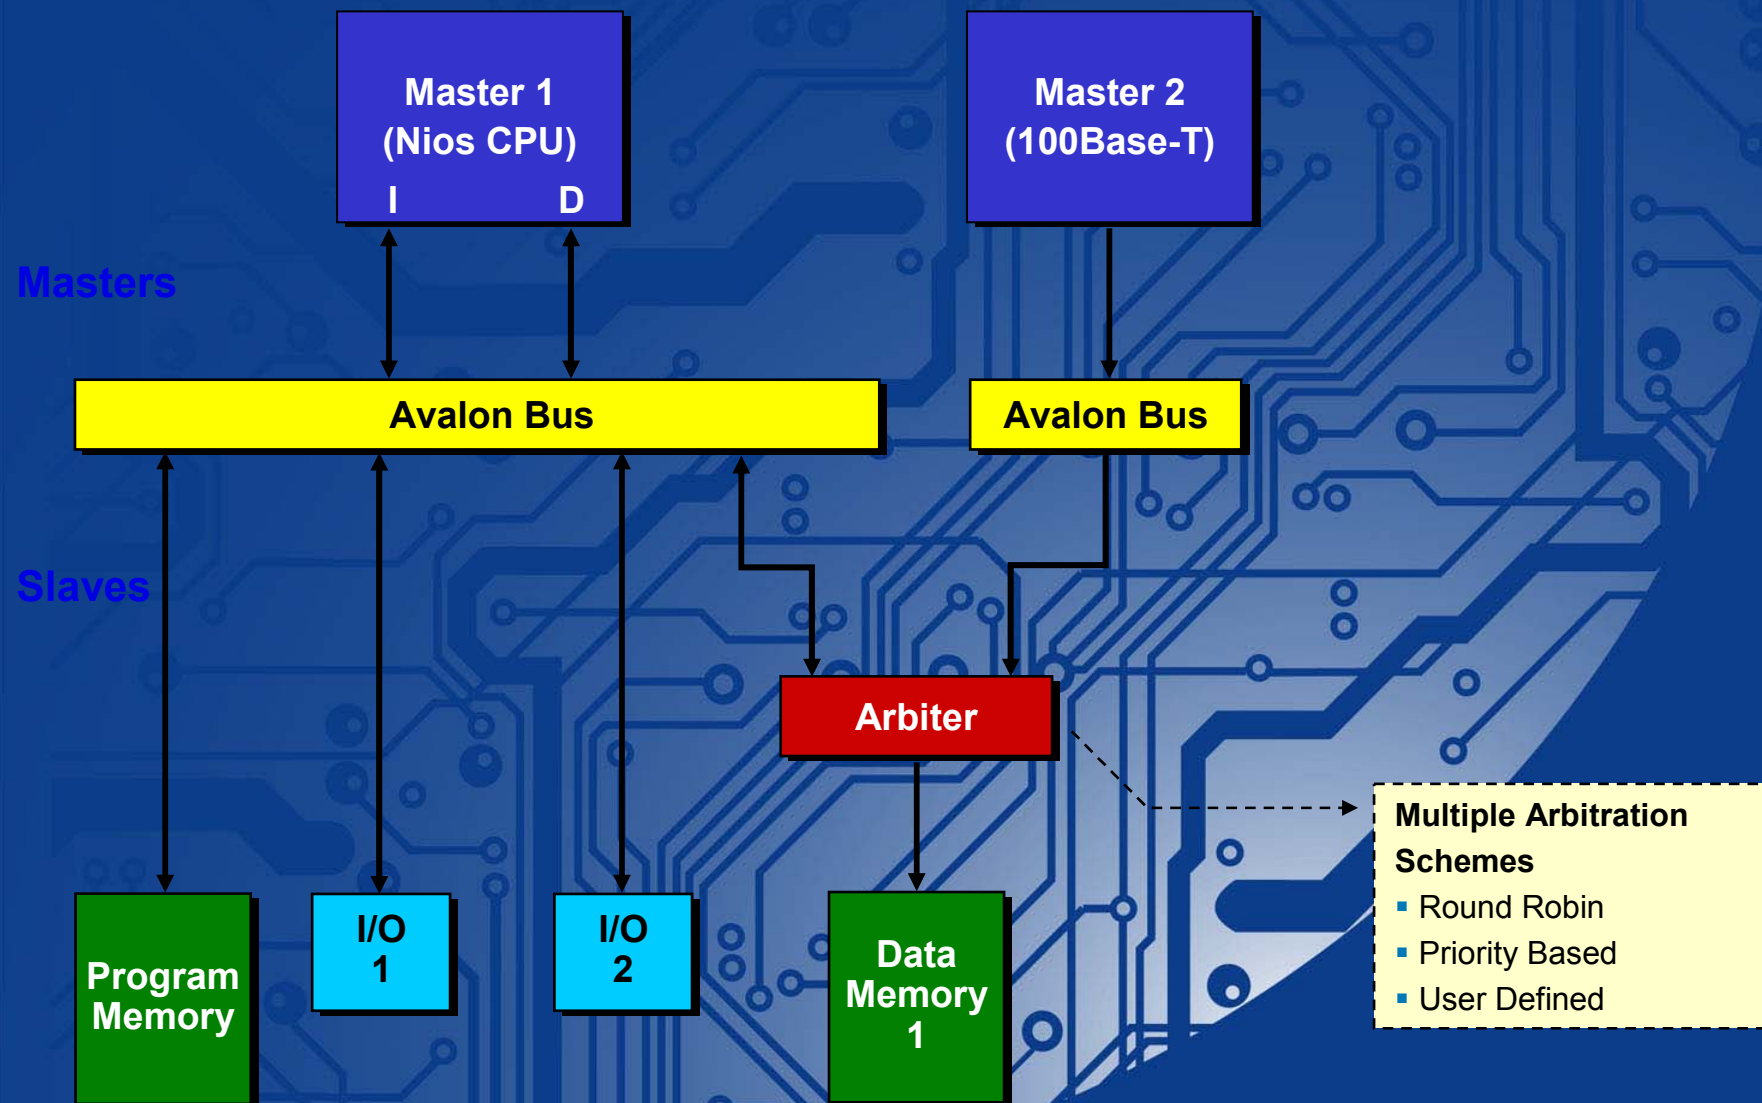 Master 1
(Nios CPU)
I D
Master 2
(100Base-T)
Masters
Avalon Bus
Avalon Bus
Slaves
Arbiter
Multiple Arbitration
Schemes
▪ Round Robin
▪ Priority Based
▪ User Defined
Program
Memory
I/O
1
I/O
2
Data
Memory
1